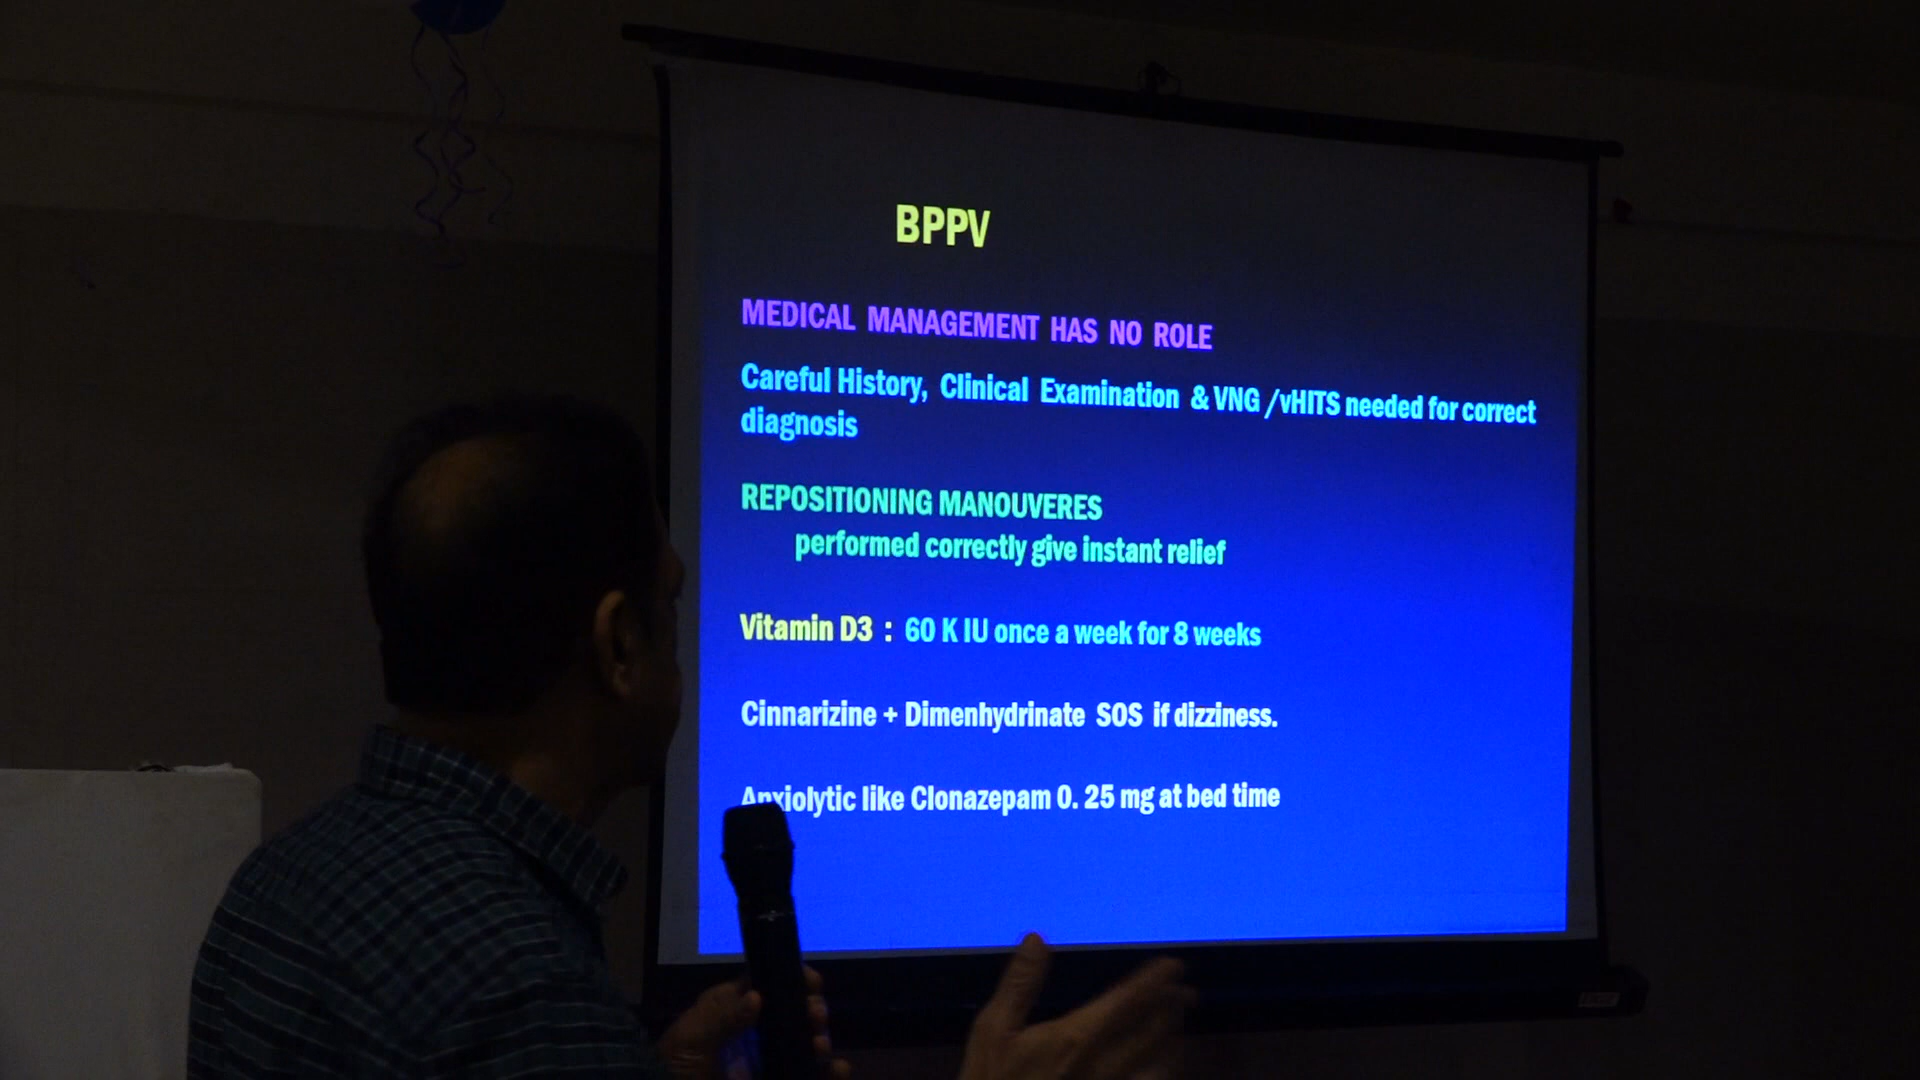 BPPV
MEDICAL MANAGEMENT HAS NO ROLE
Careful History, Clinical Examination & VNG /vHITS needed for correct
diagnosis
REPOSITIONING MANOUVERES
performed correctly give instant relief
Vitamin D3 : 60 K IU once a week for 8 weeks
Cinnarizine + Dimenhydrinate SOS if dizziness.
Anxiolytic like Clonazepam 0. 25 mg at bed time